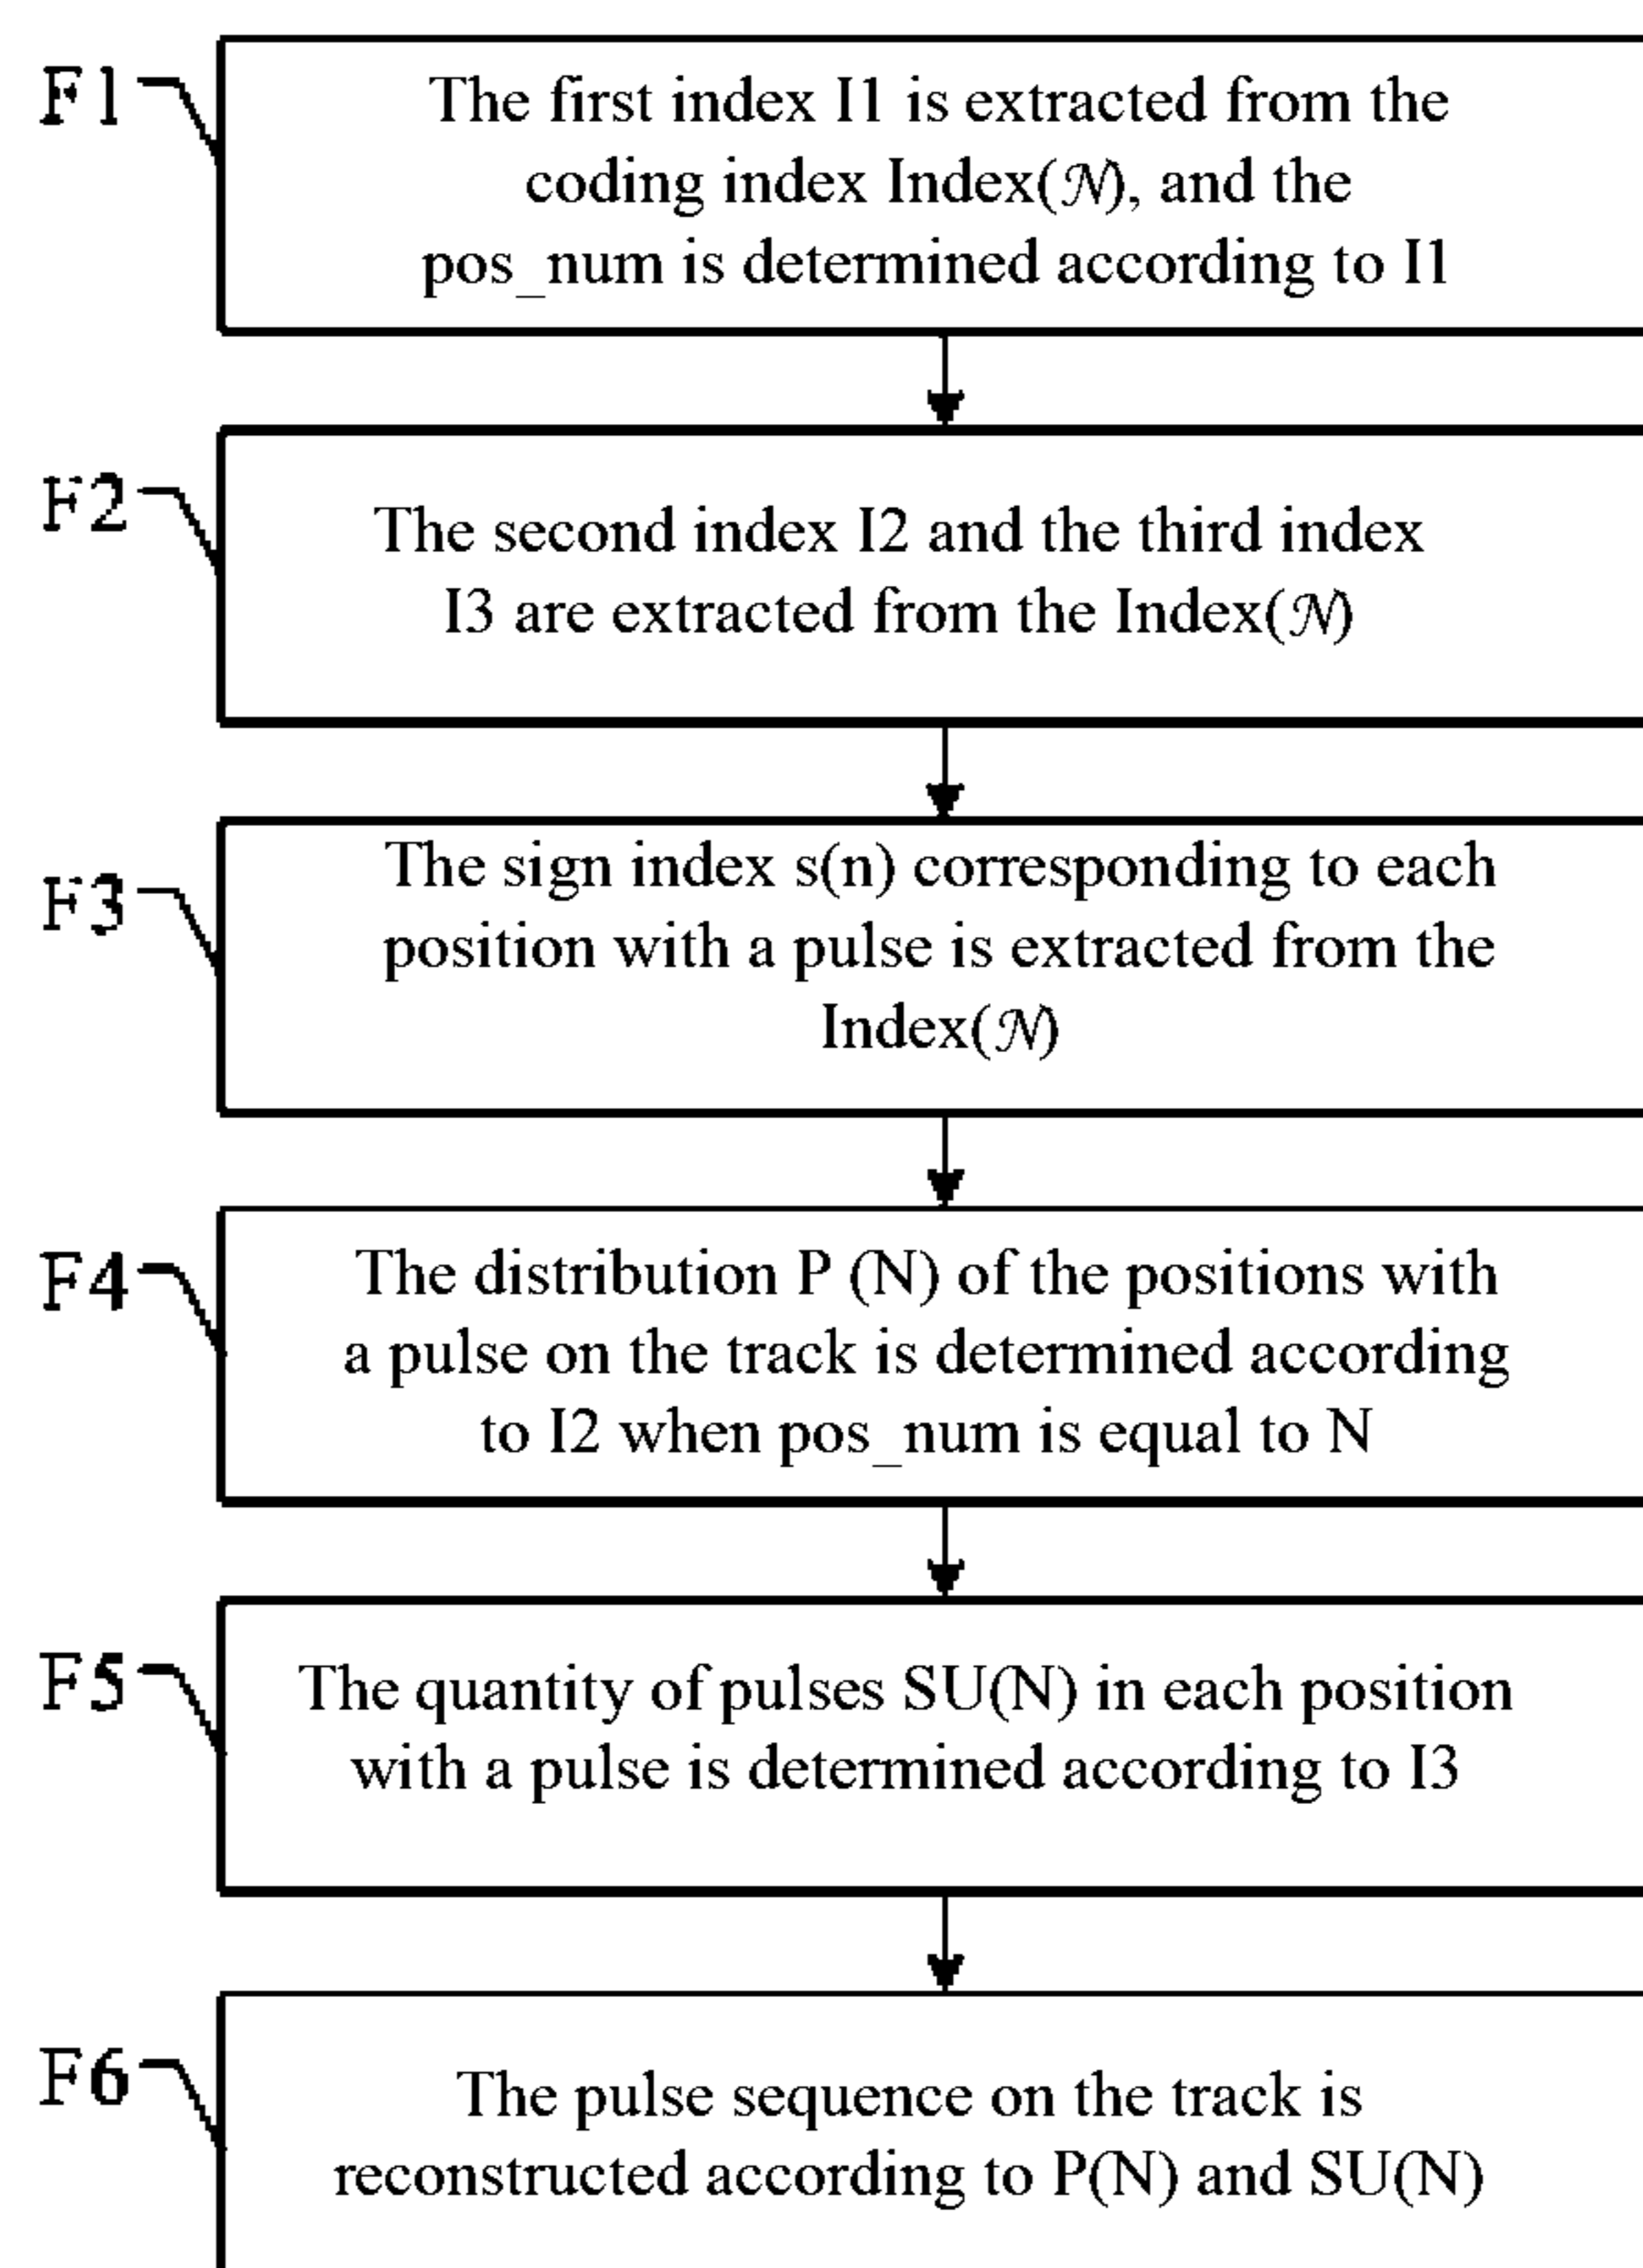 F1
The first index I1 is extracted from the
coding index Index(𝒩), and the
pos_num is determined according to I1
F2
The second index I2 and the third index
I3 are extracted from the Index(𝒩)
F3
The sign index s(n) corresponding to each
position with a pulse is extracted from the
Index(𝒩)
F4
The distribution P (N) of the positions with
a pulse on the track is determined according
to I2 when pos_num is equal to N
F5
The quantity of pulses SU(N) in each position
with a pulse is determined according to I3
F6
The pulse sequence on the track is
reconstructed according to P(N) and SU(N)